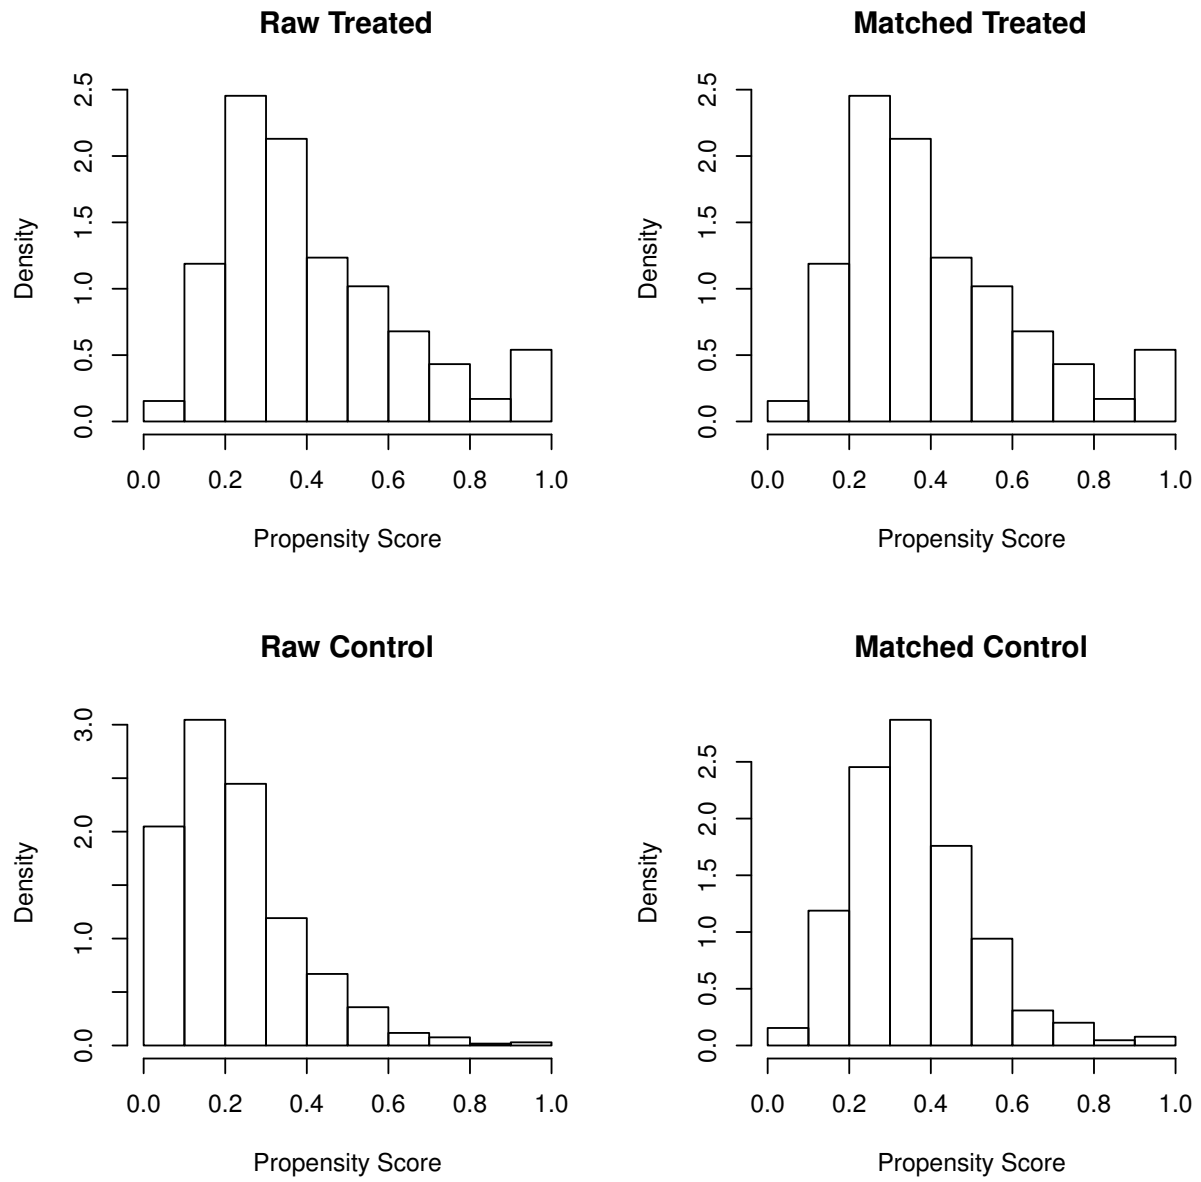 Raw Treated
Density
0.0 0.5 1.0 1.5 2.0 2.5
0.0 0.2 0.4 0.6 0.8 1.0
Propensity Score
Matched Treated
Density
0.0 0.5 1.0 1.5 2.0 2.5
0.0 0.2 0.4 0.6 0.8 1.0
Propensity Score
Raw Control
Density
0.0 1.0 2.0 3.0
0.0 0.2 0.4 0.6 0.8 1.0
Propensity Score
Matched Control
Density
0.0 0.5 1.0 1.5 2.0 2.5
0.0 0.2 0.4 0.6 0.8 1.0
Propensity Score